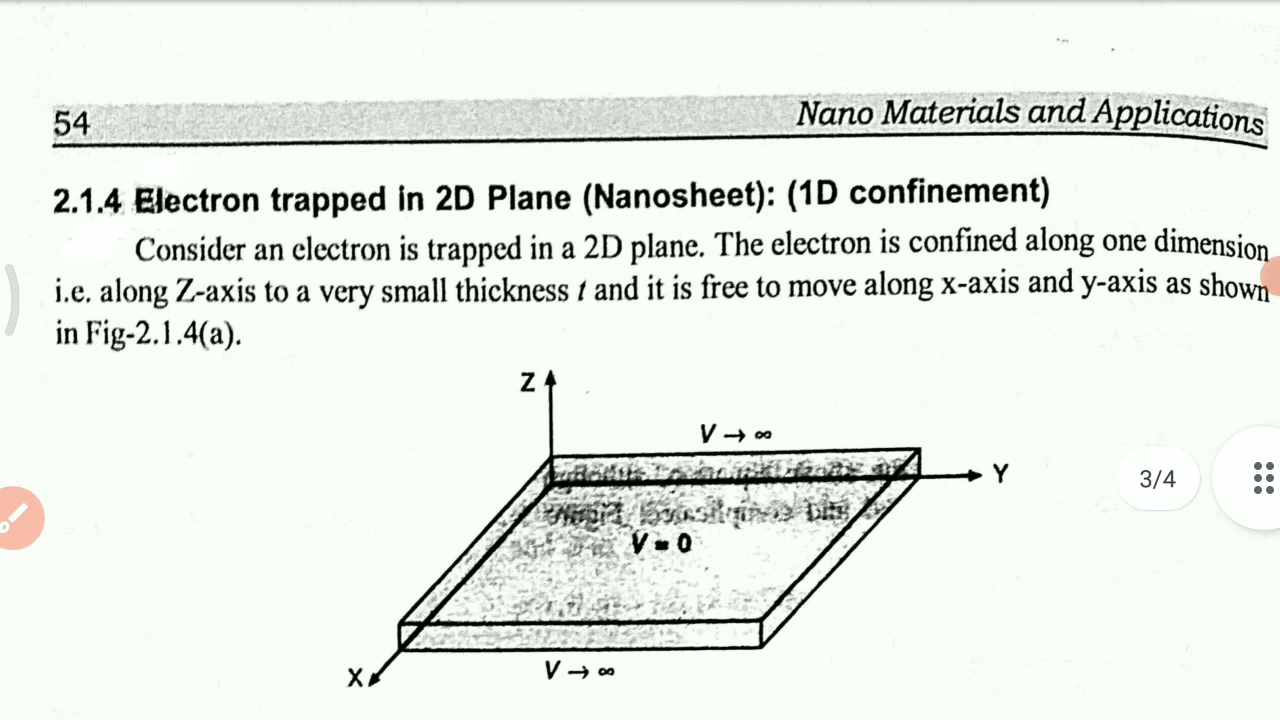 54
Nano Materials and Applications
2.1.4 Electron trapped in 2D Plane (Nanosheet): (1D confinement)
Consider an electron is trapped in a 2D plane. The electron is confined along one dimension
i.e. along Z-axis to a very small thickness t and it is free to move along x-axis and y-axis as shown
in Fig-2.1.4(a).
Z
V → ∞
Y
3/4
V = 0
X
V → ∞